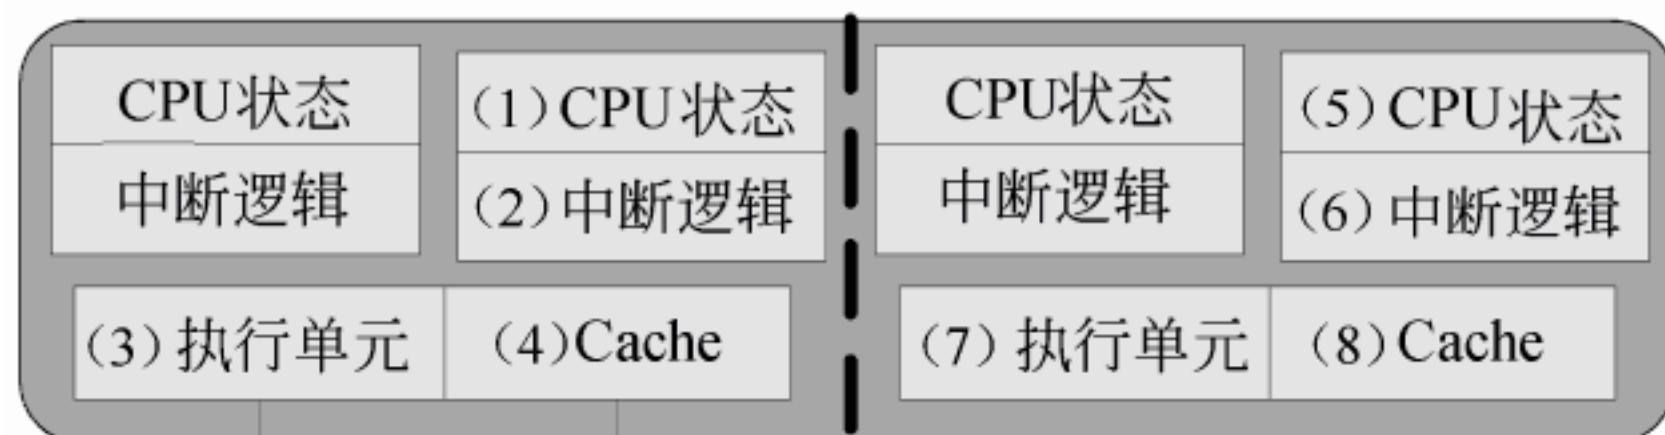 CPU状态
中断逻辑
(1)CPU状态
(2)中断逻辑
(3)执行单元
(4)Cache
CPU状态
中断逻辑
(5)CPU状态
(6)中断逻辑
(7)执行单元
(8)Cache